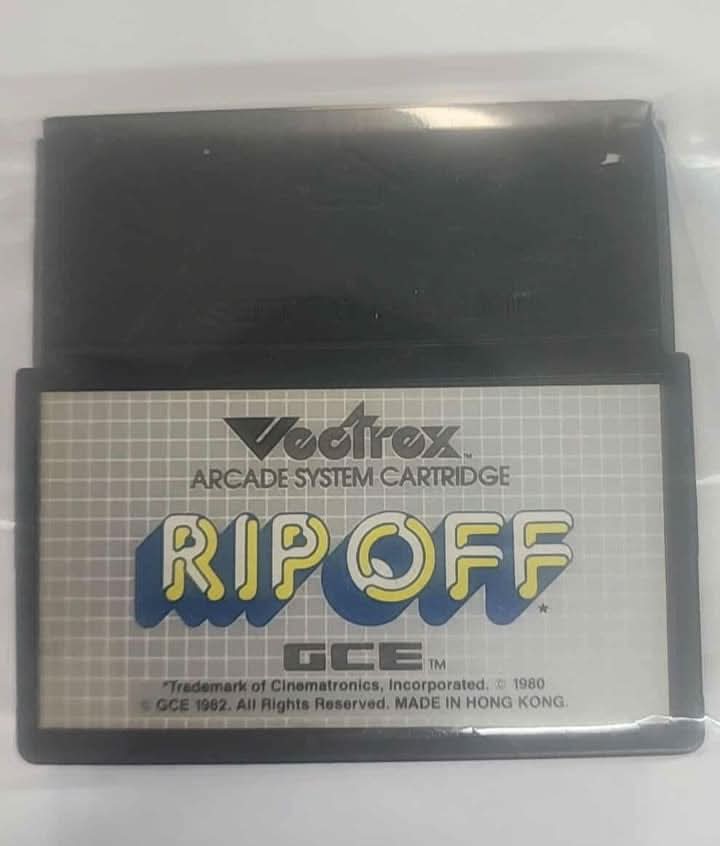 Vectrex™
ARCADE SYSTEM CARTRIDGE
RIP OFF*
GCE™
*Trademark of Cinematronics, Incorporated. © 1980
© GCE 1982. All Rights Reserved. MADE IN HONG KONG.